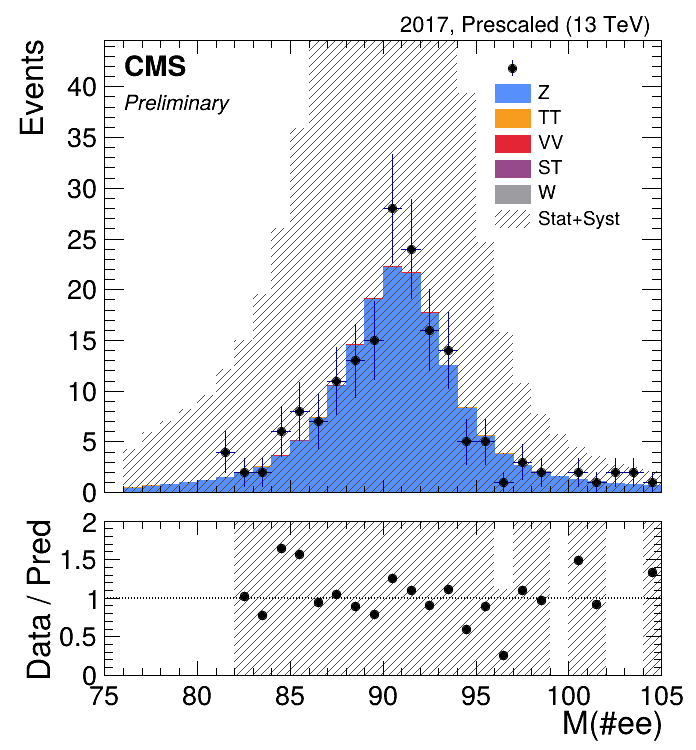 2017, Prescaled (13 TeV)
CMS
Preliminary
Z
TT
VV
ST
W
Stat+Syst
Events
40
35
30
25
20
15
10
5
0
Data / Pred
2
1.5
1
0.5
0
75 80 85 90 95 100 105
M(#ee)